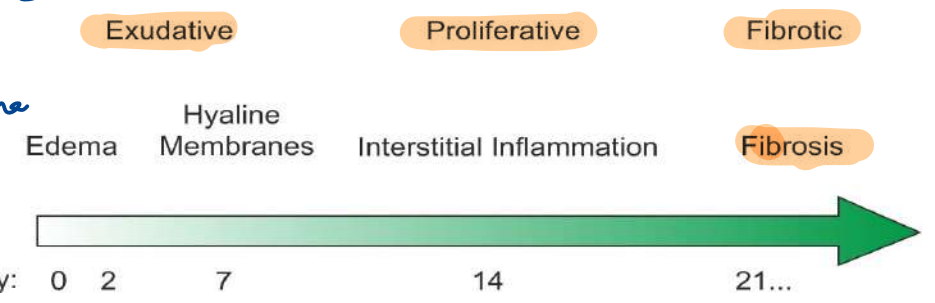 Exudative Proliferative Fibrotic
Hyaline
Edema Membranes Interstitial Inflammation Fibrosis
0 2 7 14 21...